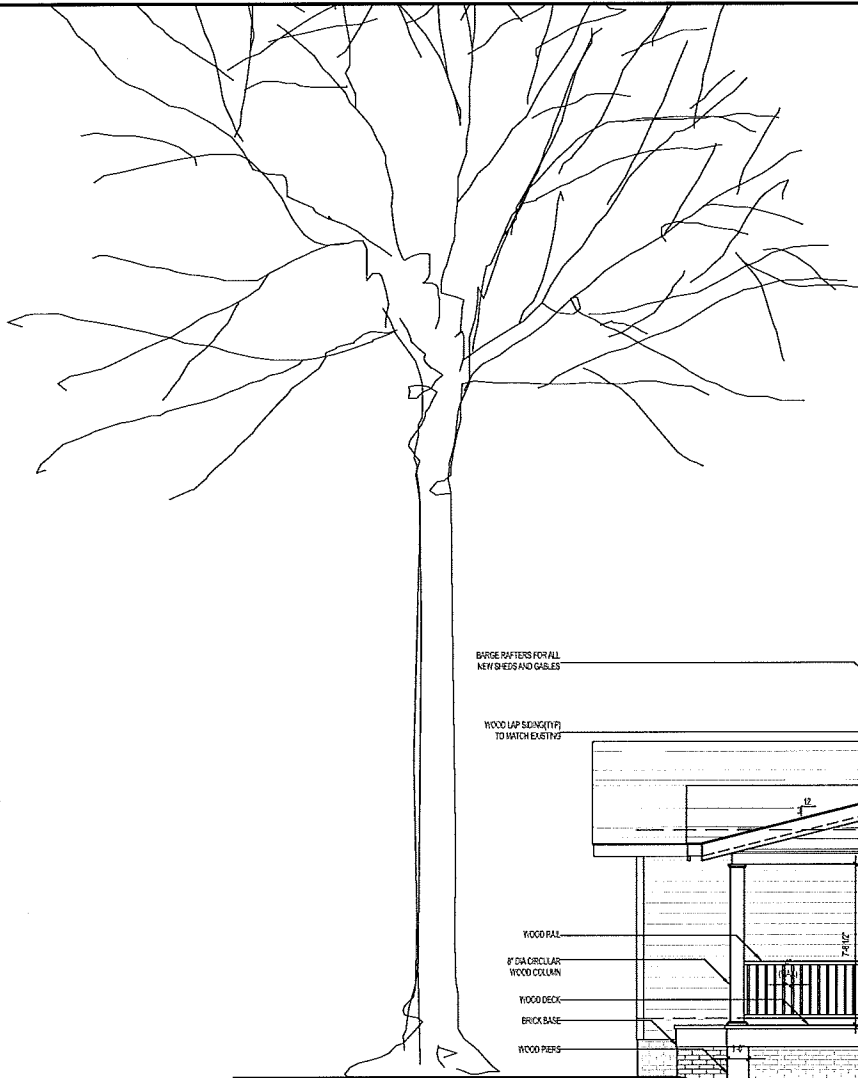 BARGE RAFTERS FOR ALL
NEW SHEDS AND GABLES
WOOD LAP SIDING(TYP)
TO MATCH EXISTING
12
WOOD RAIL
8" DIA CIRCULAR
WOOD COLUMN
7'-8 1/2"
WOOD DECK
BRICK BASE
WOOD PIERS